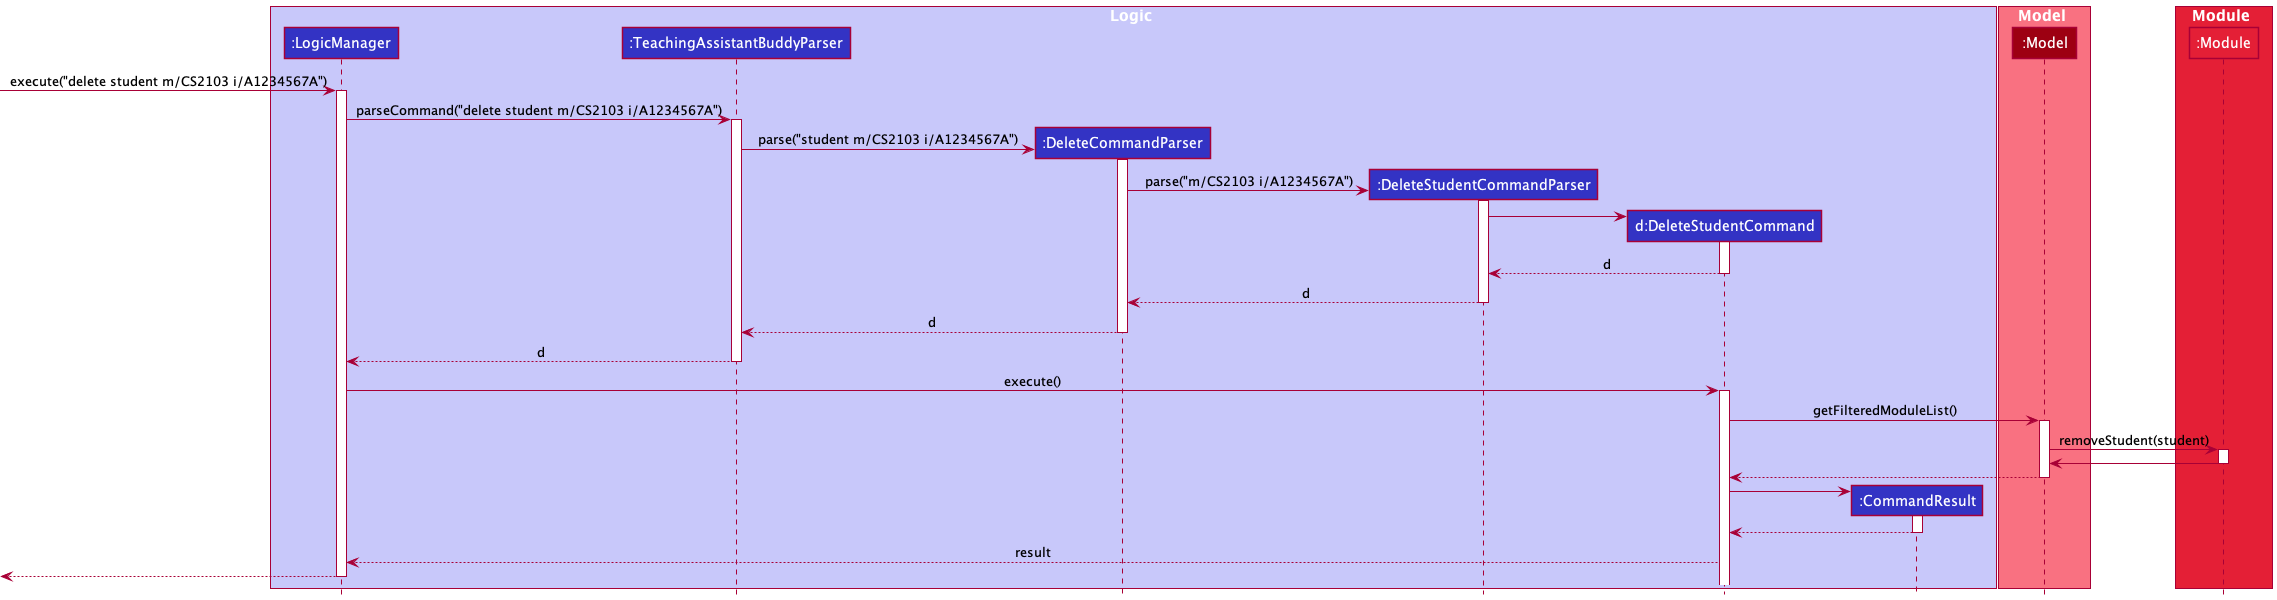 Logic
Model
Module
:LogicManager
:TeachingAssistantBuddyParser
:Model
:Module
execute("delete student m/CS2103 i/A1234567A")
parseCommand("delete student m/CS2103 i/A1234567A")
parse("student m/CS2103 i/A1234567A")
:DeleteCommandParser
parse("m/CS2103 i/A1234567A")
:DeleteStudentCommandParser
d:DeleteStudentCommand
d
d
d
d
execute()
getFilteredModuleList()
removeStudent(student)
:CommandResult
result